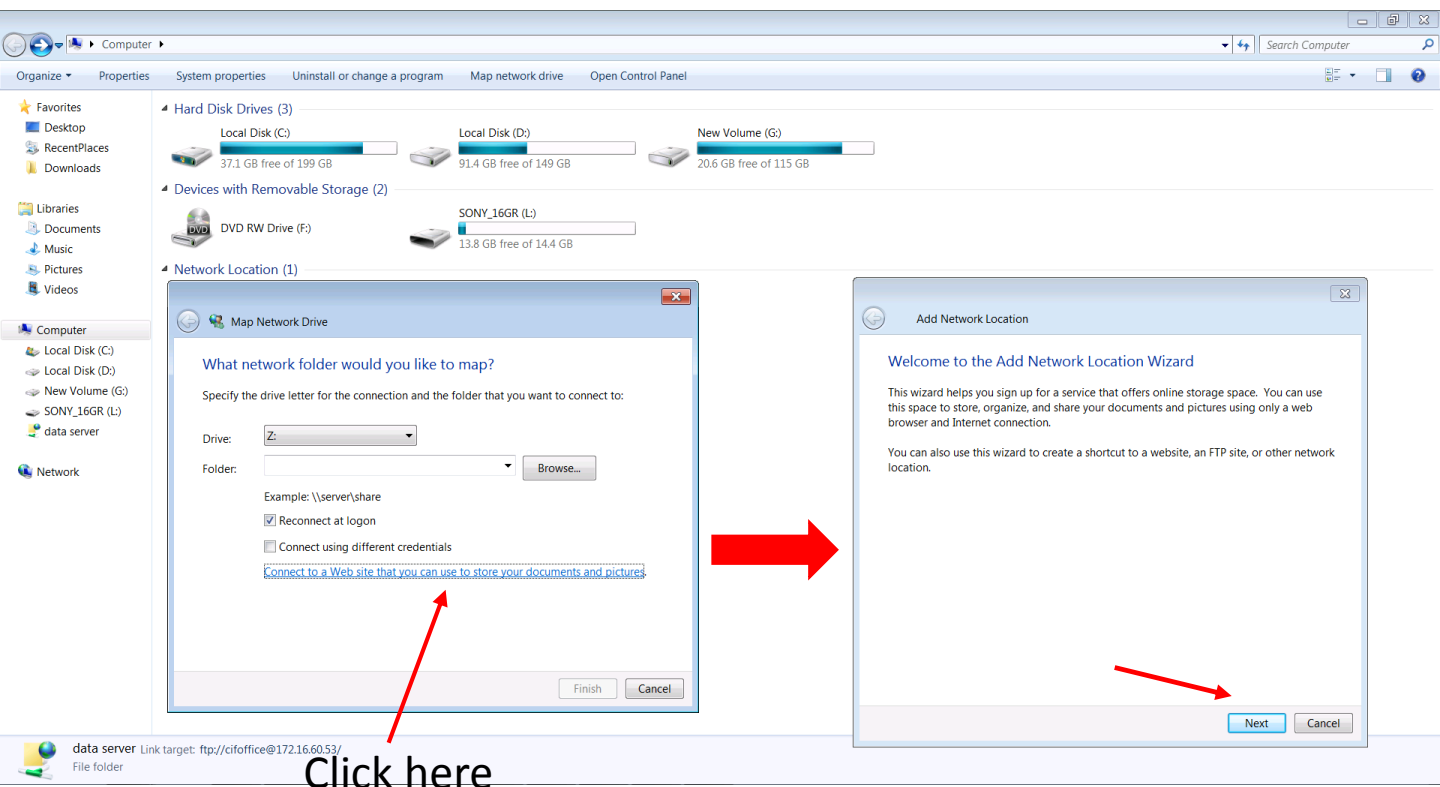 Computer
Search Computer
Organize Properties System properties Uninstall or change a program Map network drive Open Control Panel
Favorites
Desktop
RecentPlaces
Downloads
Libraries
Documents
Music
Pictures
Videos
Computer
Local Disk (C:)
Local Disk (D:)
New Volume (G:)
SONY_16GR (L:)
data server
Network
Hard Disk Drives (3)
Local Disk (C:)
37.1 GB free of 199 GB
Local Disk (D:)
91.4 GB free of 149 GB
New Volume (G:)
20.6 GB free of 115 GB
Devices with Removable Storage (2)
DVD
DVD RW Drive (F:)
SONY_16GR (L:)
13.8 GB free of 14.4 GB
Network Location (1)
Map Network Drive
What network folder would you like to map?
Specify the drive letter for the connection and the folder that you want to connect to:
Drive: Z:
Folder: Browse...
Example: \\server\share
Reconnect at logon
Connect using different credentials
Connect to a Web site that you can use to store your documents and pictures.
Finish Cancel
Add Network Location
Welcome to the Add Network Location Wizard
This wizard helps you sign up for a service that offers online storage space. You can use
this space to store, organize, and share your documents and pictures using only a web
browser and Internet connection.
You can also use this wizard to create a shortcut to a website, an FTP site, or other network
location.
Next Cancel
data server Link target: ftp://cifoffice@172.16.60.53/
File folder
Click here